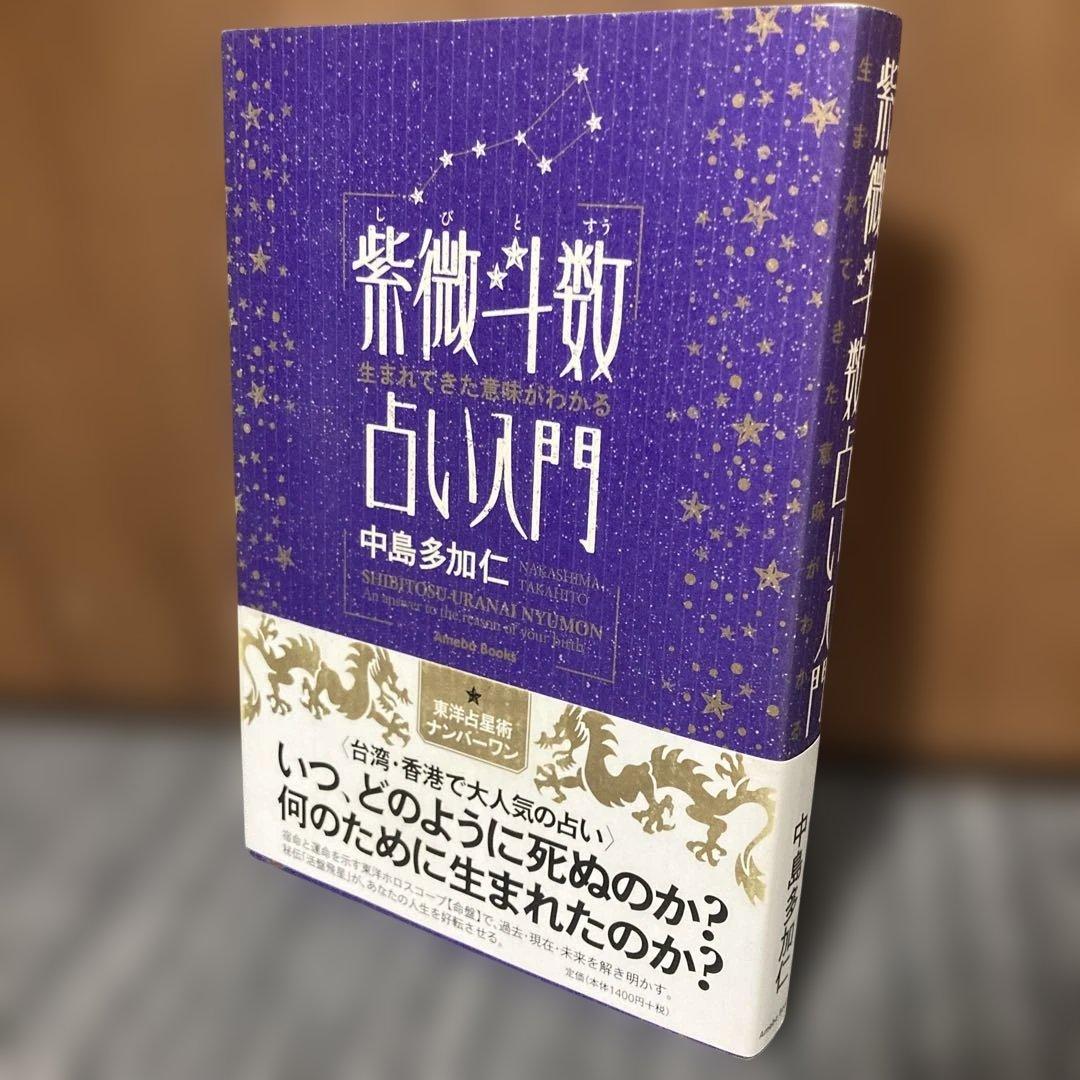 しびとすう
紫微斗数
生まれてきた意味がわかる
占い入門
中島多加仁
NAKASHIMA,
TAKAHITO
SHIBITOSU-URANAI NYUMON
An answer to the reason of your birth
Ameba Books
東洋占星術
ナンバーワン
〈台湾・香港で大人気の占い〉
いつ、どのように死ぬのか?
何のために生まれたのか?
宿命と運命を示す東洋ホロスコープ【命盤】で、過去・現在・未来を解き明かす。
秘伝「活盤飛星」が、あなたの人生を好転させる。
定価(本体1400円+税)
生まれてきた意味がわかる
紫微斗数占い入門
中島多加仁
Ameba Books